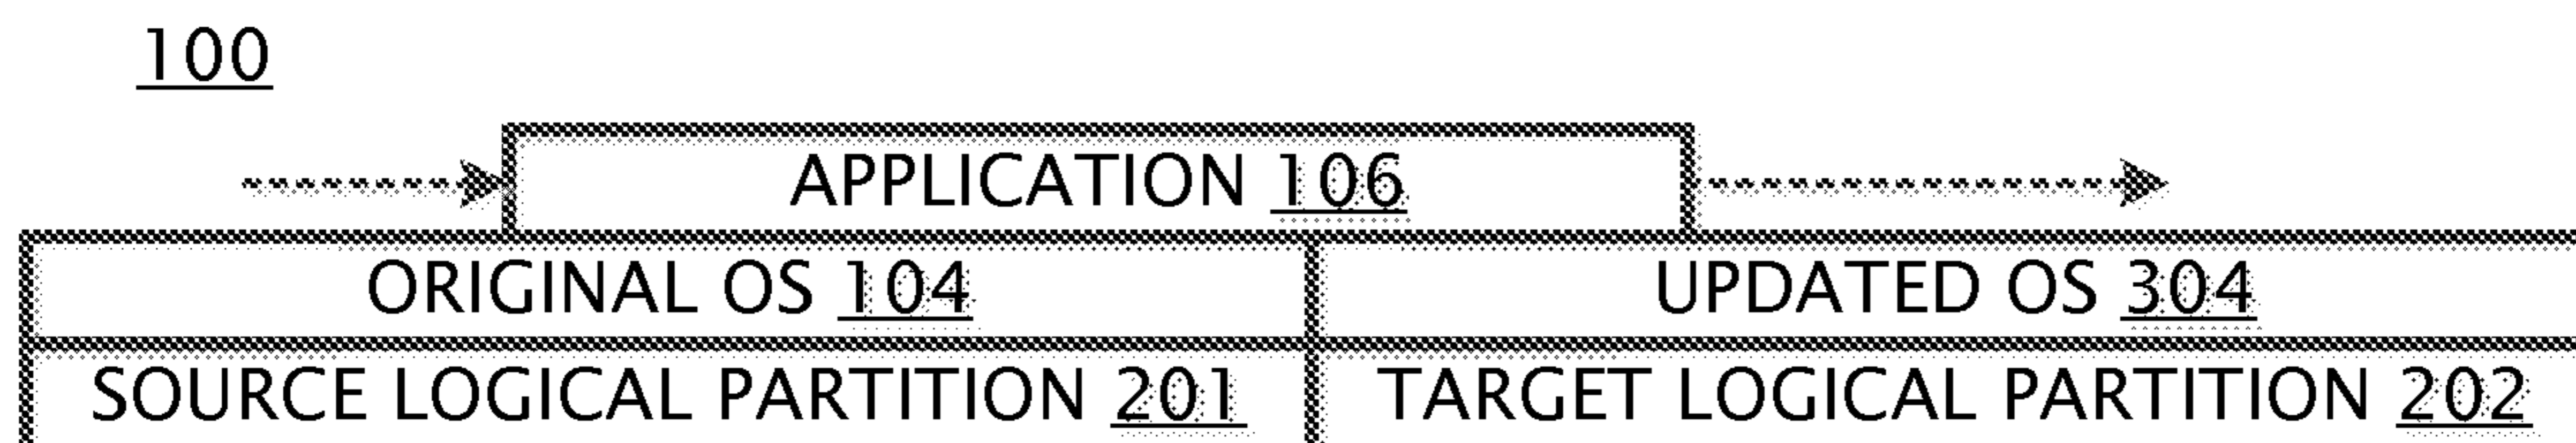 100
APPLICATION 106
ORIGINAL OS 104 UPDATED OS 304
SOURCE LOGICAL PARTITION 201 TARGET LOGICAL PARTITION 202